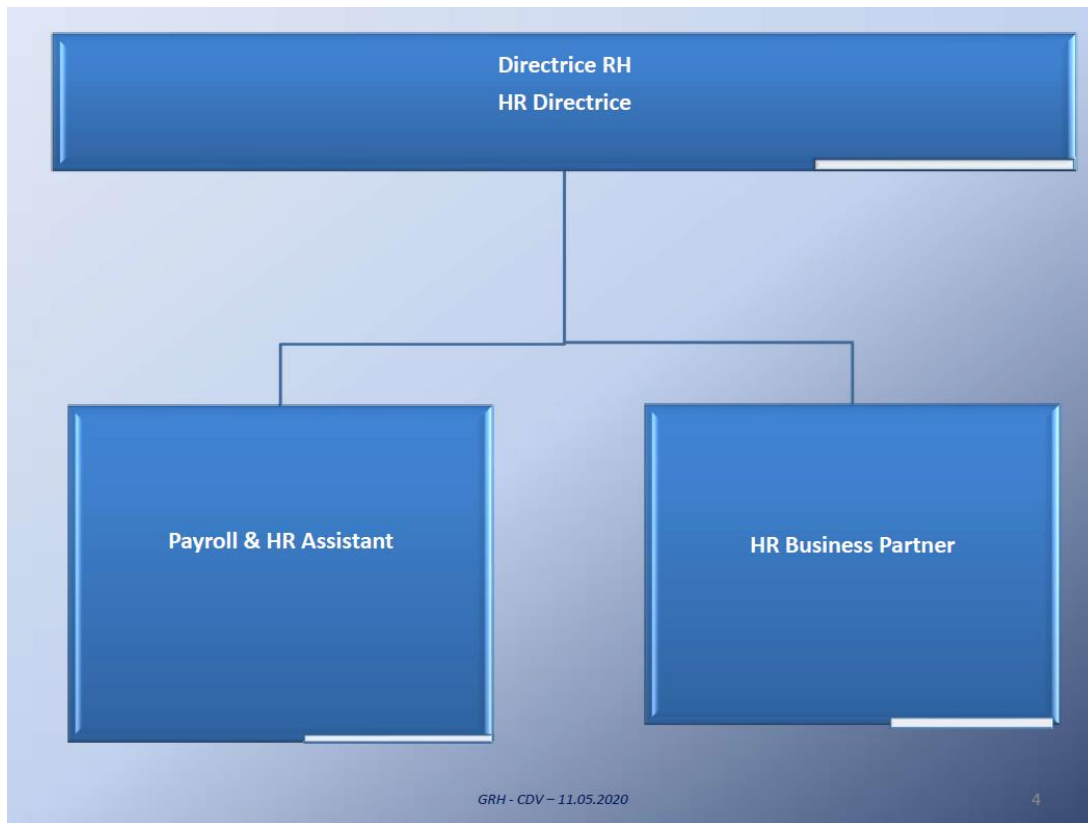 Directrice RH
HR Directrice
Payroll & HR Assistant
HR Business Partner
GRH - CDV – 11.05.2020
4